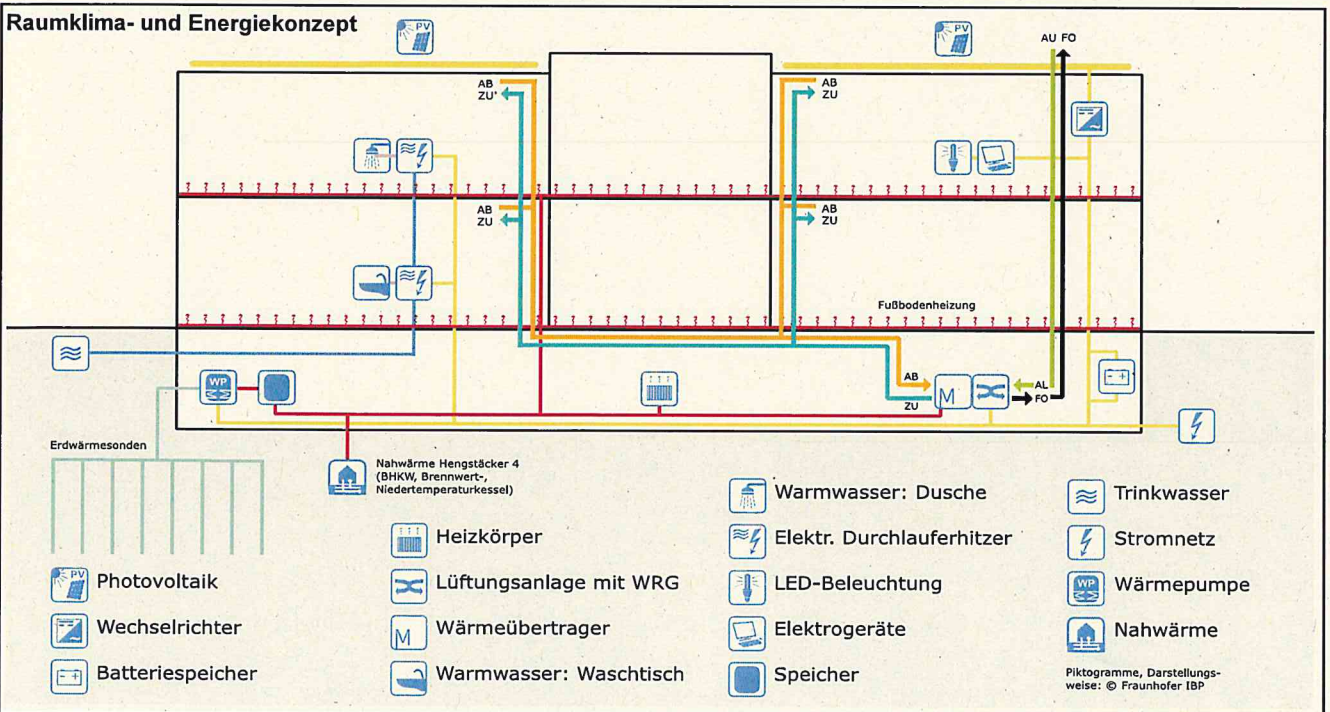 Raumklima- und Energiekonzept
PV
PV
AU FO
AB
ZU*
AB
ZU
AB
ZU
AB
ZU
Fußbodenheizung
WP
AB
ZU
M
AL
FO
Erdwärmesonden
Nahwärme Hengstäcker 4
(BHKW, Brennwert-,
Niedertemperaturkessel)
PV
Photovoltaik
Wechselrichter
Batteriespeicher
Heizkörper
Lüftungsanlage mit WRG
M
Wärmeübertrager
Warmwasser: Waschtisch
Warmwasser: Dusche
Elektr. Durchlauferhitzer
LED-Beleuchtung
Elektrogeräte
Speicher
Trinkwasser
Stromnetz
WP
Wärmepumpe
Nahwärme
Piktogramme, Darstellungs-
weise: © Fraunhofer IBP